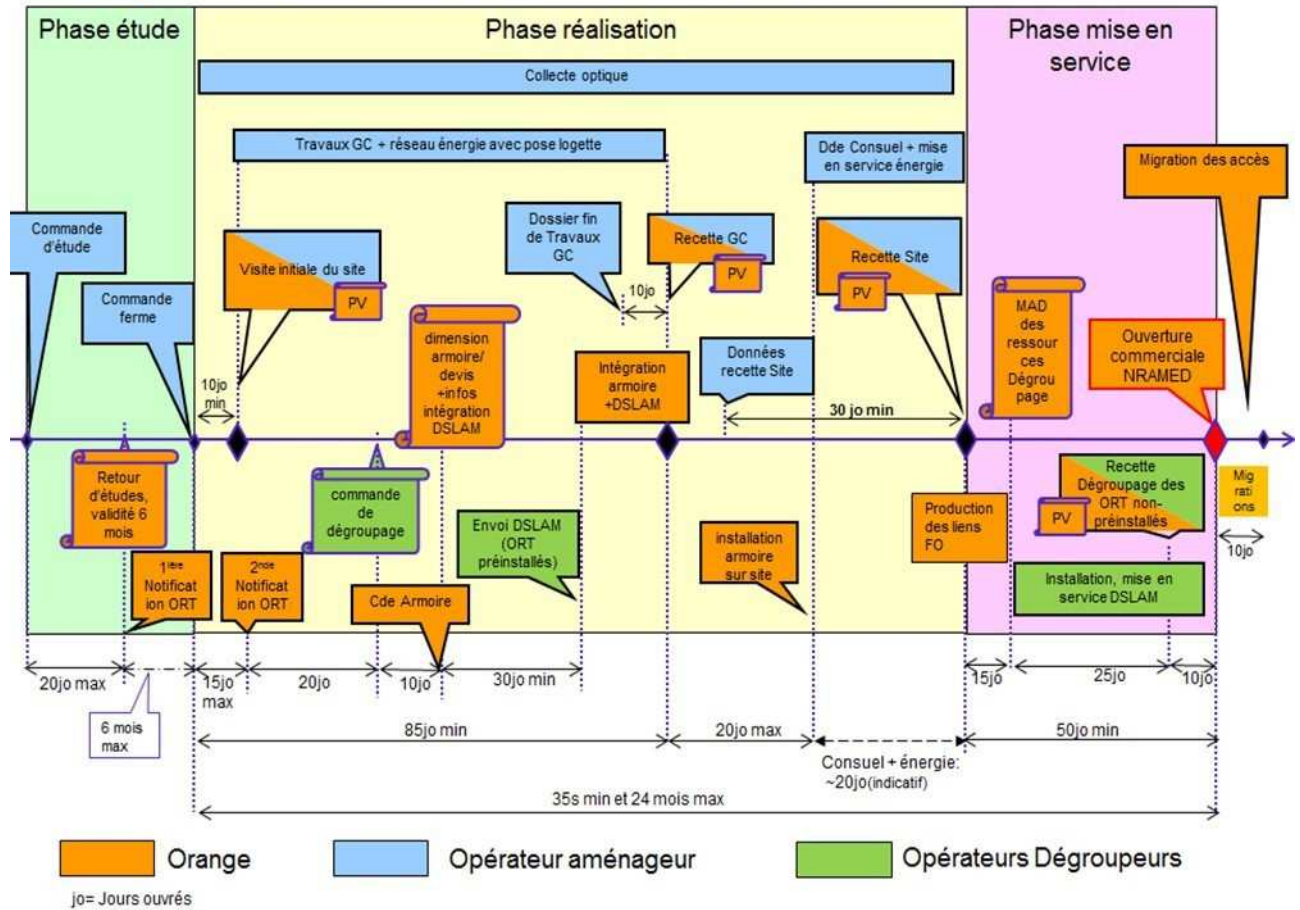 Phase étude
Phase réalisation
Phase mise en
service
Collecte optique
Travaux GC + réseau énergie avec pose logette
Dde Consuel + mise
en service énergie
Migration des accès
Commande
d'étude
Commande
ferme
Visite initiale du site
PV
Dossier fin
de Travaux
GC
Recette GC
PV
Recette Site
PV
10jo
min
dimension
armoire/
devis
+infos
intégration
DSLAM
10jo
Intégration
armoire
+DSLAM
Données
recette Site
30 jo min
MAD
des
ressour
ces
Dégrou
page
Ouverture
commerciale
NRAMED
Retour
d'études,
validité 6
mois
1ière
Notificat
ion ORT
2nde
Notificat
ion ORT
commande
de
dégroupage
Cde Armoire
Envoi DSLAM
(ORT
préinstallés)
installation
armoire
sur site
Production
des liens
FO
Recette
Dégroupage des
ORT non-
préinstallés
PV
Installation, mise en
service DSLAM
Mig
rati
ons
10jo
20jo max
6 mois
max
15jo
max
20jo
10jo
30jo min
15jo
25jo
10jo
85jo min
20jo max
Consuel + énergie:
~20jo(indicatif)
50jo min
35s min et 24 mois max
Orange
Opérateur aménageur
Opérateurs Dégroupeurs
jo= Jours ouvrés